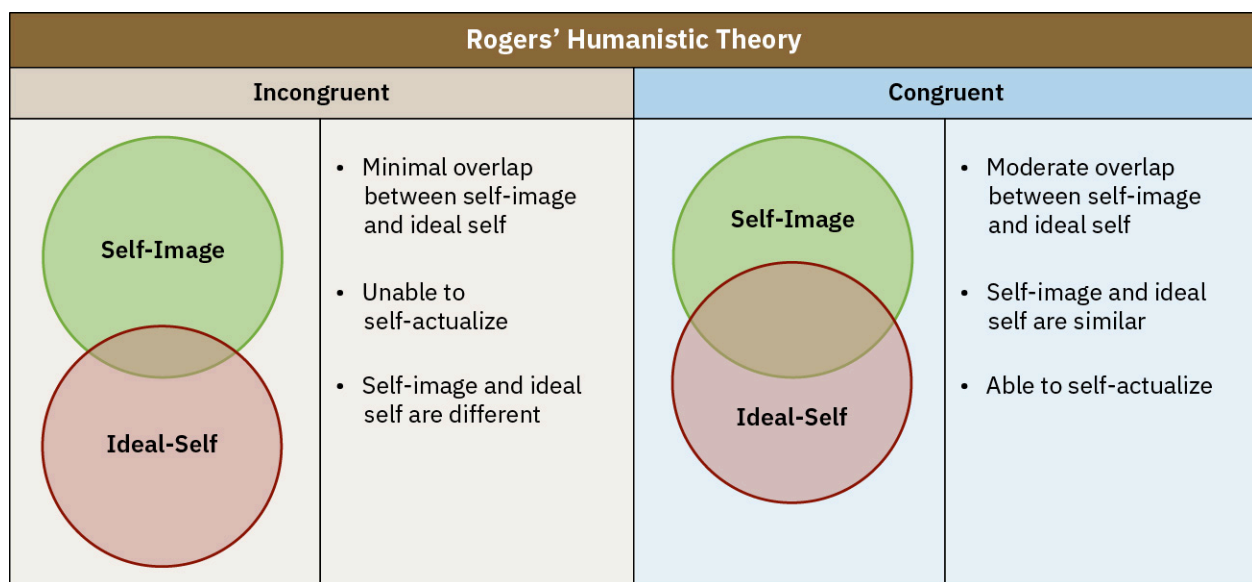 Rogers’ Humanistic Theory
Incongruent
Self-Image
Ideal-Self
• Minimal overlap
between self-image
and ideal self
• Unable to
self-actualize
• Self-image and ideal
self are different
Congruent
Self-Image
Ideal-Self
• Moderate overlap
between self-image
and ideal self
• Self-image and ideal
self are similar
• Able to self-actualize